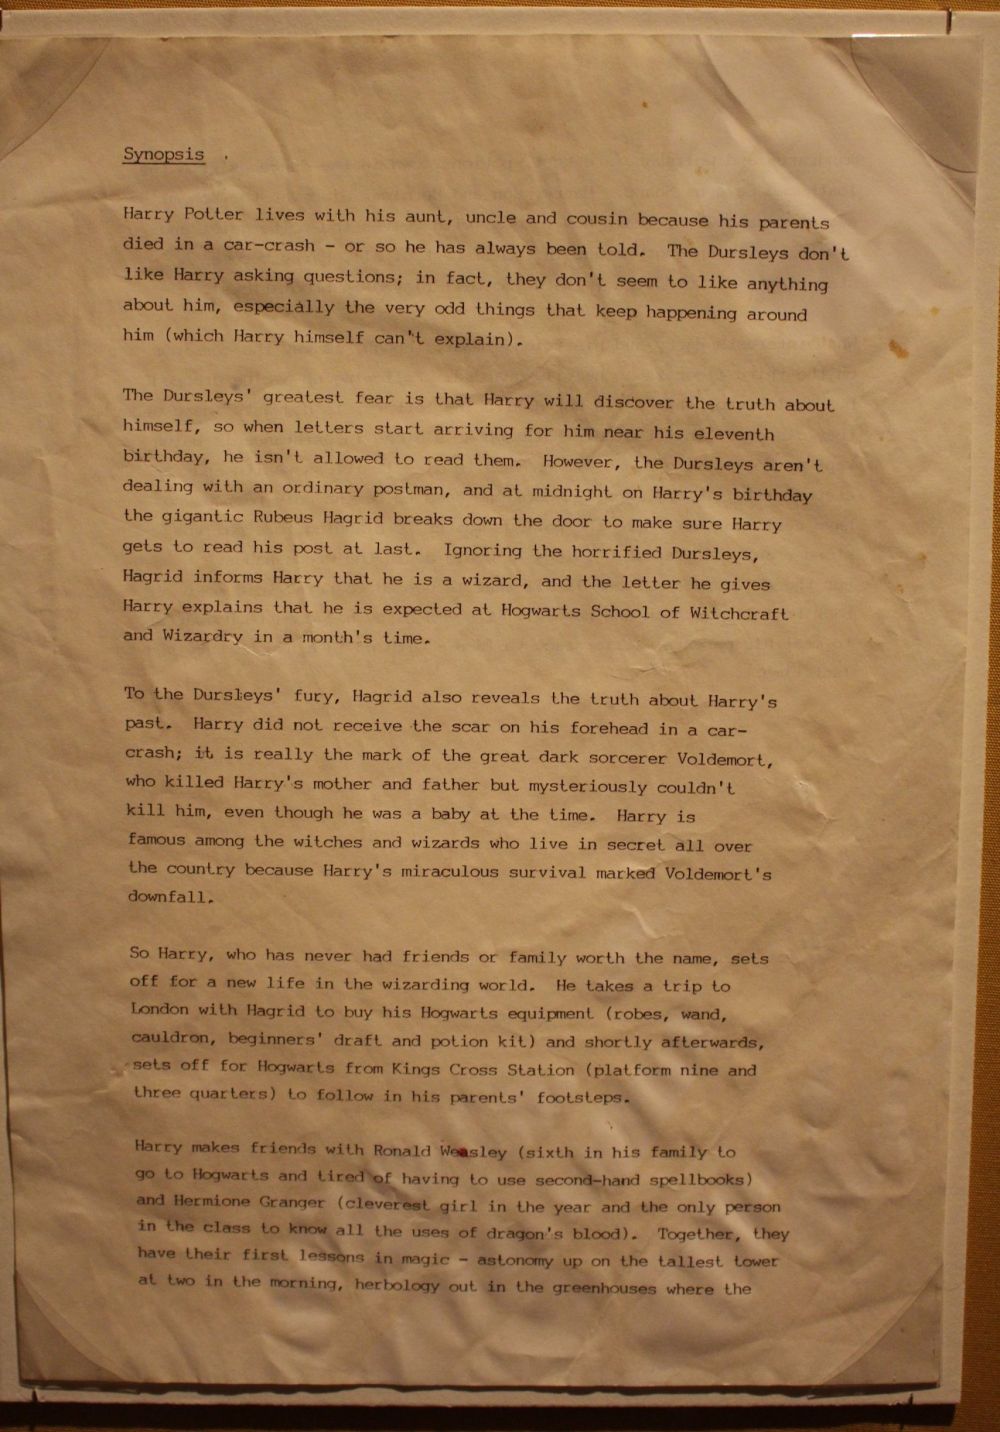 Synopsis
Harry Potter lives with his aunt, uncle and cousin because his parents
died in a car-crash - or so he has always been told. The Dursleys don't
like Harry asking questions; in fact, they don't seem to like anything
about him, especially the very odd things that keep happening around
him (which Harry himself can't explain).
The Dursleys' greatest fear is that Harry will discover the truth about
himself, so when letters start arriving for him near his eleventh
birthday, he isn't allowed to read them. However, the Dursleys aren't
dealing with an ordinary postman, and at midnight on Harry's birthday
the gigantic Rubeus Hagrid breaks down the door to make sure Harry
gets to read his post at last. Ignoring the horrified Dursleys,
Hagrid informs Harry that he is a wizard, and the letter he gives
Harry explains that he is expected at Hogwarts School of Witchcraft
and Wizardry in a month's time.
To the Dursleys' fury, Hagrid also reveals the truth about Harry's
past. Harry did not receive the scar on his forehead in a car-
crash; it is really the mark of the great dark sorcerer Voldemort,
who killed Harry's mother and father but mysteriously couldn't
kill him, even though he was a baby at the time. Harry is
famous among the witches and wizards who live in secret all over
the country because Harry's miraculous survival marked Voldemort's
downfall.
So Harry, who has never had friends or family worth the name, sets
off for a new life in the wizarding world. He takes a trip to
London with Hagrid to buy his Hogwarts equipment (robes, wand,
cauldron, beginners' draft and potion kit) and shortly afterwards,
sets off for Hogwarts from Kings Cross Station (platform nine and
three quarters) to follow in his parents' footsteps.
Harry makes friends with Ronald Weasley (sixth in his family to
go to Hogwarts and tired of having to use second-hand spellbooks)
and Hermione Granger (cleverest girl in the year and the only person
in the class to know all the uses of dragon's blood). Together, they
have their first lessons in magic - astonomy up on the tallest tower
at two in the morning, herbology out in the greenhouses where the